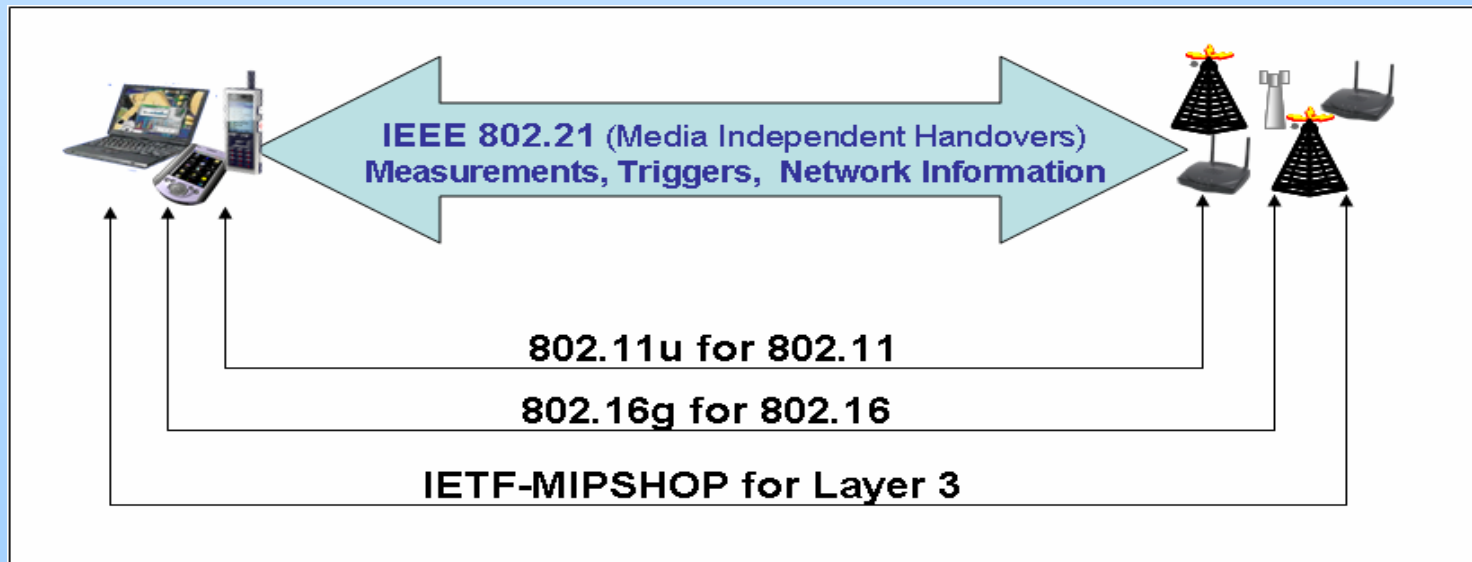 IEEE 802.21 (Media Independent Handovers)
Measurements, Triggers, Network Information
802.11u for 802.11
802.16g for 802.16
IETF-MIPSHOP for Layer 3